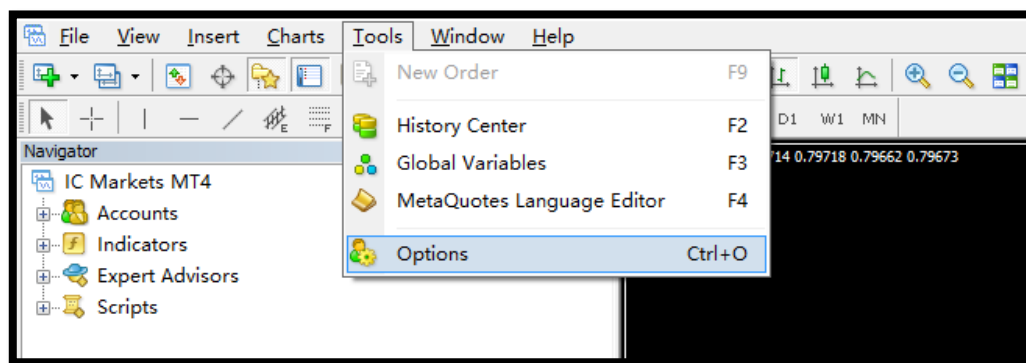 File View Insert Charts Tools Window Help
New Order F9
E F
History Center F2
D1 W1 MN
Navigator
714 0.79718 0.79662 0.79673
Global Variables F3
IC Markets MT4
MetaQuotes Language Editor F4
Accounts
Indicators
Options Ctrl+O
Expert Advisors
Scripts